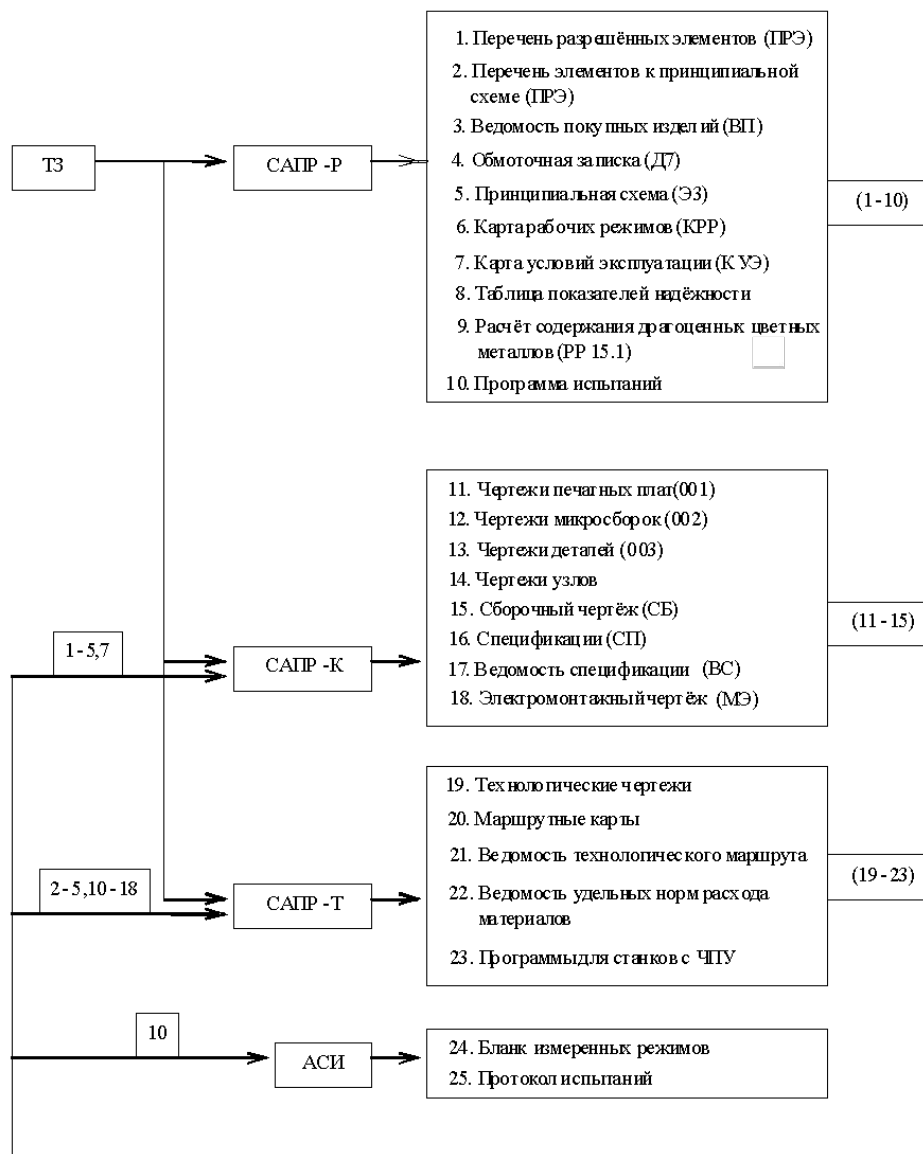 1. Перечень разрешённых элементов (ПРЭ)
2. Перечень элементов к принципиальной
схеме (ПРЭ)
3. Ведомость покупных изделий (ВП)
ТЗ
САПР -Р
4. Обмоточная записка (Д7)
5. Принципиальная схема (ЭЗ)
(1 - 10)
6. Карта рабочих режимов (КРР)
7. Карта условий эксплуатации (К УЭ)
8. Таблица показателей надёжности
9. Расчёт содержания драгоценных цветных
металлов (РР 15.1)
10. Программа испытаний
11. Чертежи печатных плат(001)
12. Чертежи микросборок (002)
13. Чертежи деталей (003)
14. Чертежи узлов
15. Сборочный чертёж (СБ)
(11 - 15)
1 - 5,7
САПР -К
16. Спецификации (СП)
17. Ведомость спецификации (ВС)
18. Электромонтажный чертёж (МЭ)
19. Технологические чертежи
20. Маршрутные карты
21. Ведомость технологического маршрута
(19 - 23)
2 - 5,10 - 18
САПР -Т
22. Ведомость удельных норм расхода
материалов
23. Программы для станков с ЧПУ
10
АСИ
24. Бланк измеренных режимов
25. Протокол испытаний